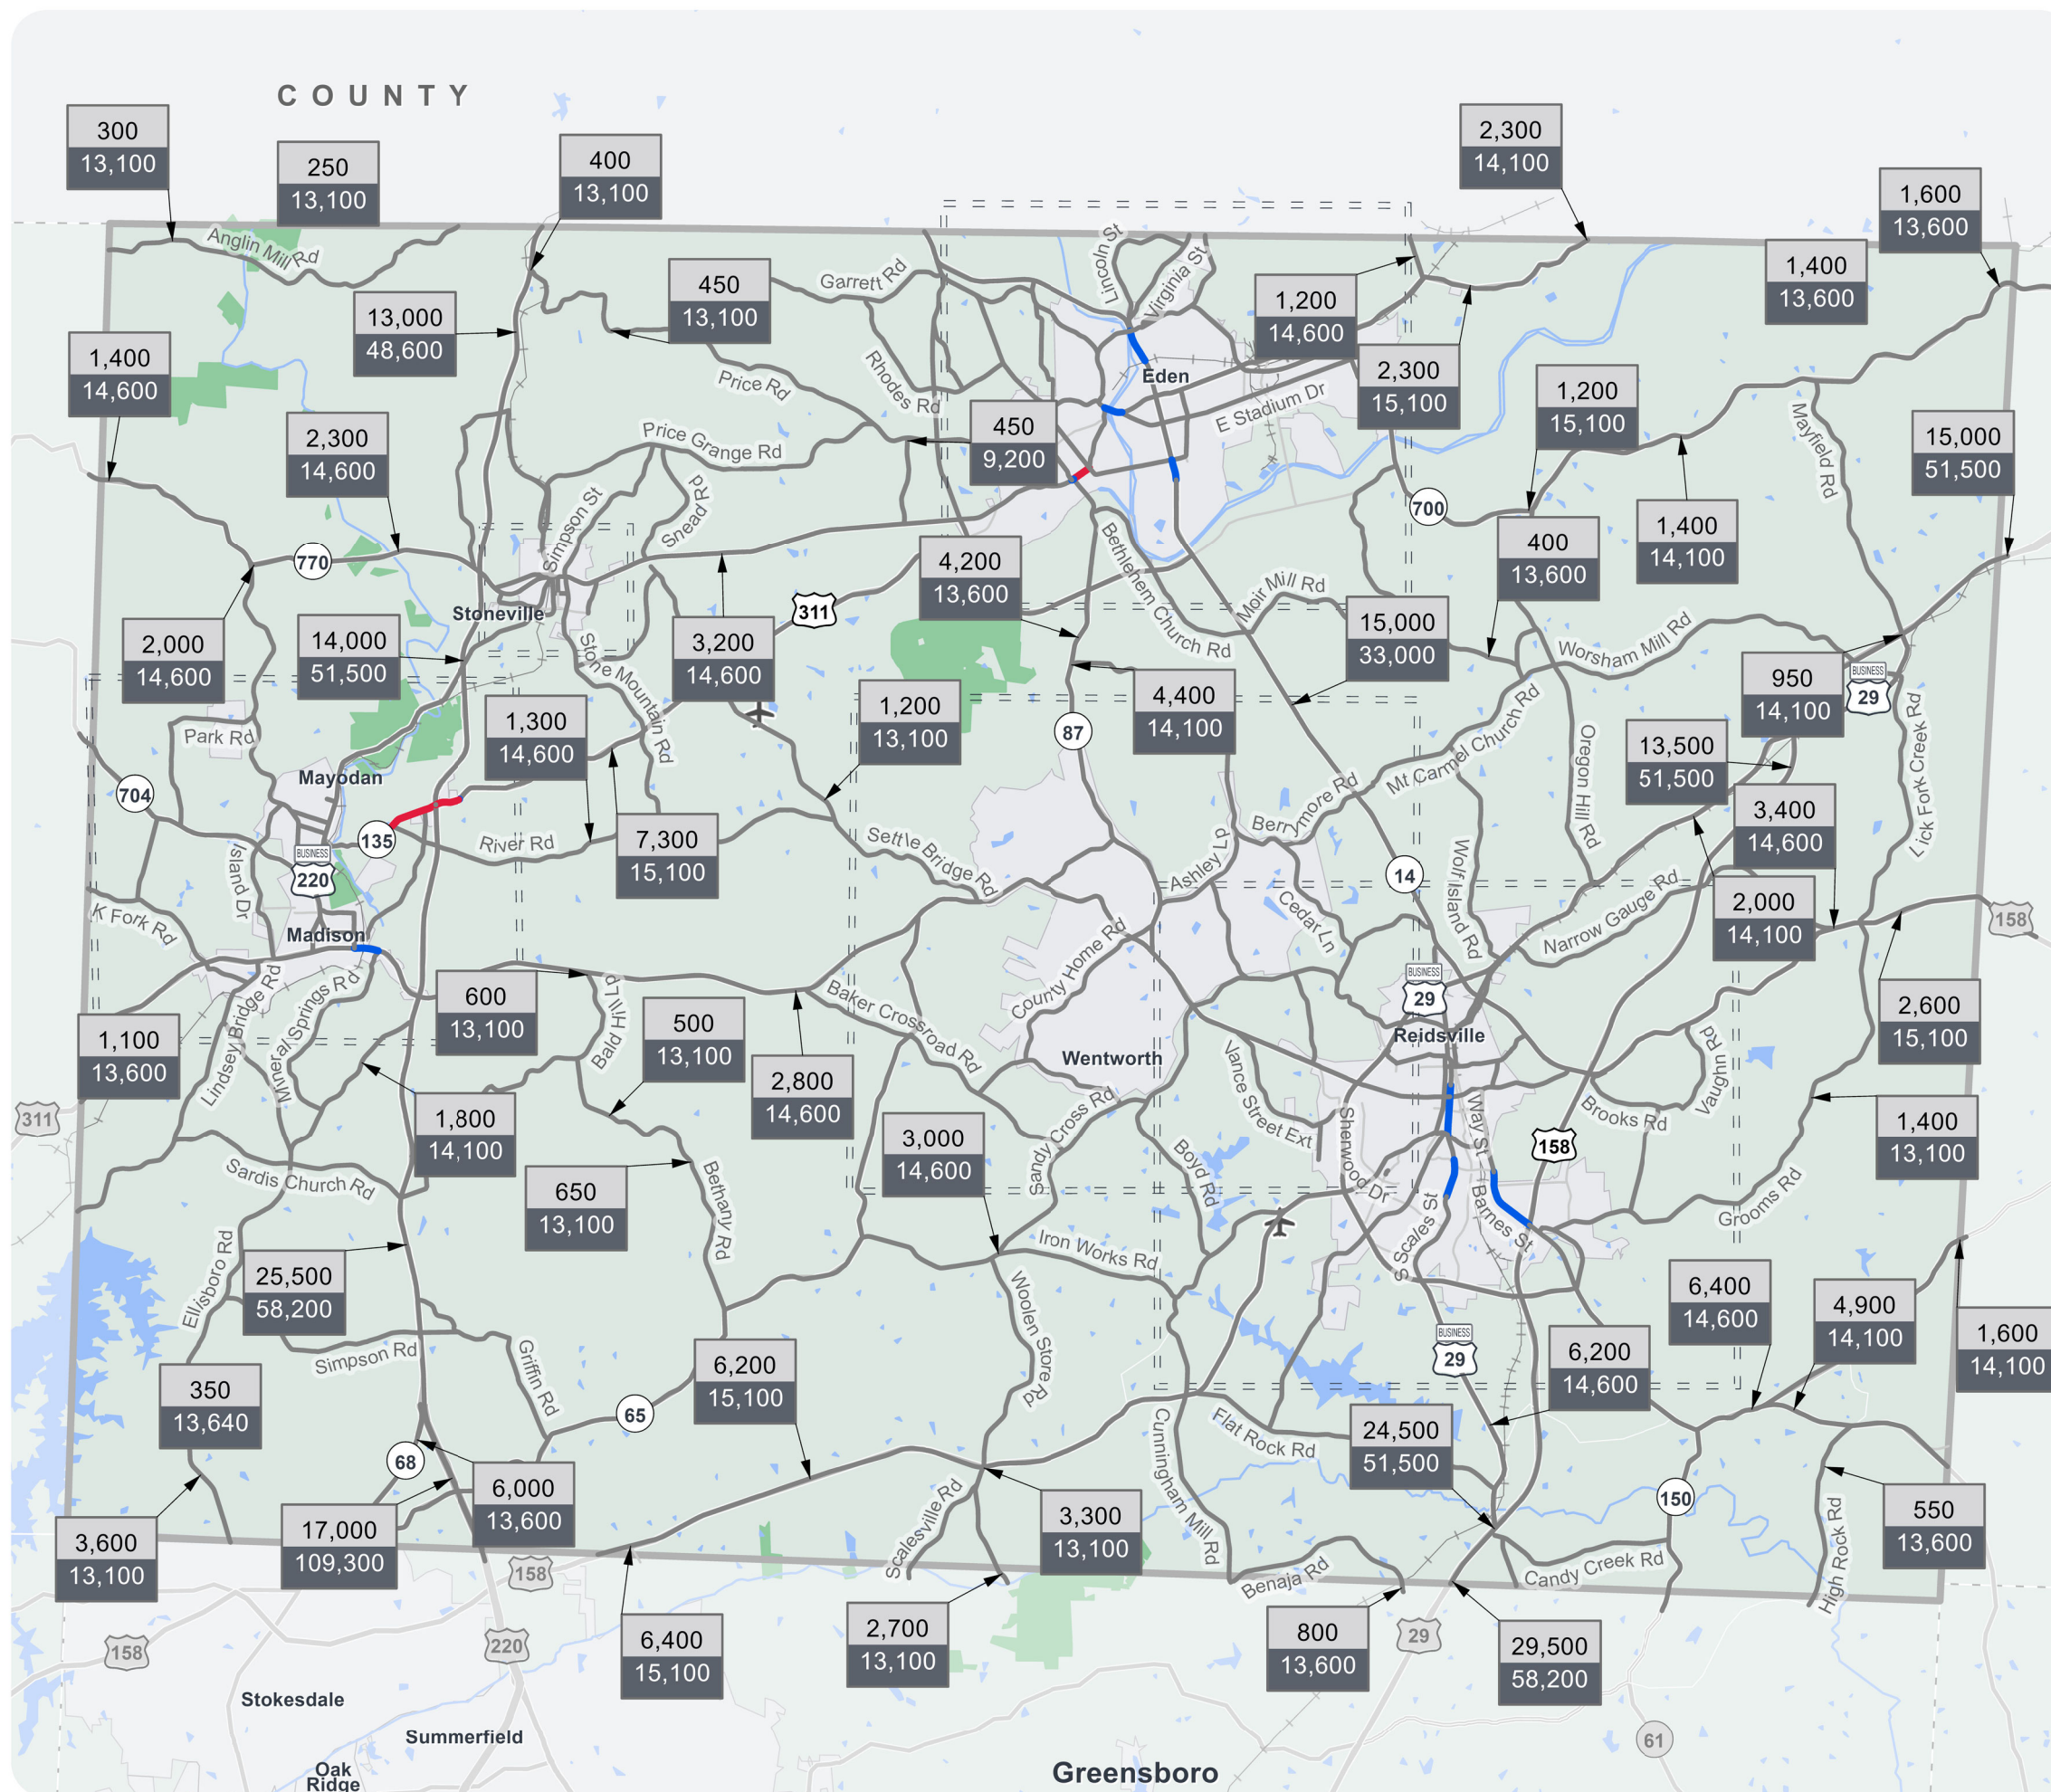 COUNTY
300
13,100
250
13,100
400
13,100
2,300
14,100
1,600
13,600
Anglin Mill Rd
13,000
48,600
450
13,100
Garrett Rd
Lincoln St
Virginia St
1,200
14,600
1,400
13,600
1,400
14,600
Price Rd
Rhodes Rd
Eden
E Stadium Dr
2,300
15,100
1,200
15,100
Mayfield Rd
2,300
14,600
Price Grange Rd
450
9,200
15,000
51,500
Simpson St
Snead Rd
700
400
13,600
1,400
14,100
770
Stoneville
311
4,200
13,600
Bethlehem Church Rd
Moir Mill Rd
15,000
33,000
Worsham Mill Rd
2,000
14,600
14,000
51,500
Stone Mountain Rd
3,200
14,600
950
14,100
BUSINESS
29
1,300
14,600
1,200
13,100
87
4,400
14,100
Mt Carmel Church Rd
Oregon Hill Rd
13,500
51,500
Lick Fork Creek Rd
Park Rd
Mayodan
704
135
River Rd
7,300
15,100
Settle Bridge Rd
Ashley Lp
Berrymore Rd
3,400
14,600
Island Dr
BUSINESS
220
14
Wolf Island Rd
K Fork Rd
Madison
County Home Rd
Cedar Ln
Narrow Gauge Rd
2,000
14,100
158
Lindsey Bridge Rd
Mineral Springs Rd
600
13,100
Bald Hill Lp
500
13,100
Baker Crossroad Rd
BUSINESS
29
Reidsville
2,600
15,100
1,100
13,600
2,800
14,600
Wentworth
Vance Street Ext
Vaughn Rd
311
1,800
14,100
3,000
14,600
Sandy Cross Rd
Sherwood Dr
Way St
158
Brooks Rd
1,400
13,100
Sardis Church Rd
650
13,100
Bethany Rd
Boyd Rd
S Scales St
Barnes St
Grooms Rd
Ellisboro Rd
25,500
58,200
Iron Works Rd
Woolen Store Rd
6,400
14,600
4,900
14,100
1,600
14,100
Simpson Rd
Griffin Rd
6,200
15,100
BUSINESS
29
6,200
14,600
350
13,640
65
Cunningham Mill Rd
Flat Rock Rd
24,500
51,500
68
6,000
13,600
Scalesville Rd
150
High Rock Rd
550
13,600
3,600
13,100
17,000
109,300
3,300
13,100
158
Benaja Rd
Candy Creek Rd
158
220
6,400
15,100
2,700
13,100
800
13,600
29
29,500
58,200
Stokesdale
Summerfield
61
Oak
Ridge
Greensboro